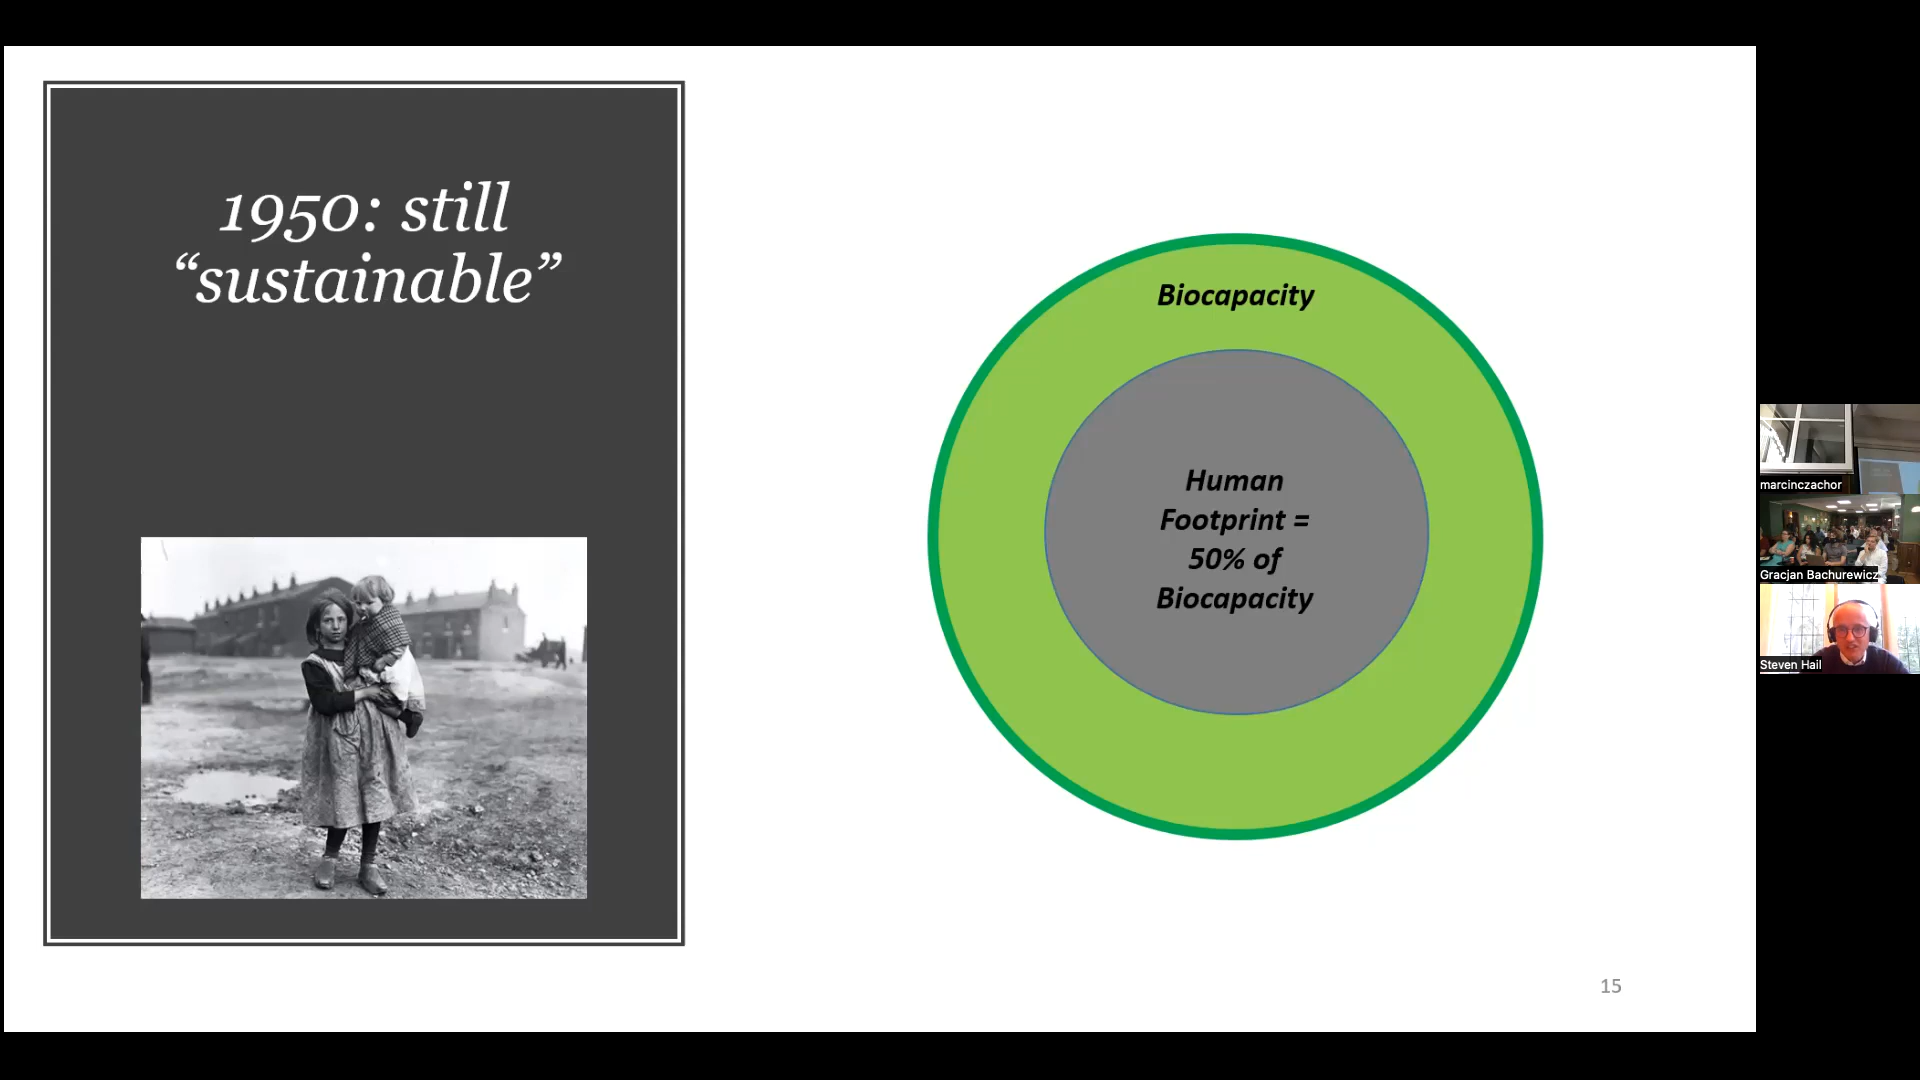 1950: still
“sustainable”
Biocapacity
Human
Footprint =
50% of
Biocapacity
15
marcinczachor
Gracjan Bachurewicz
Steven Hail